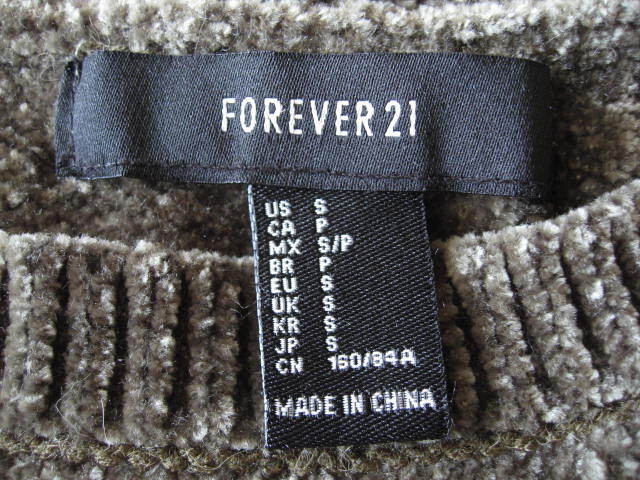 FOREVER 21
US S
CA P
MX S/P
BR P
EU S
UK S
KR S
JP S
CN 160/84A
MADE IN CHINA